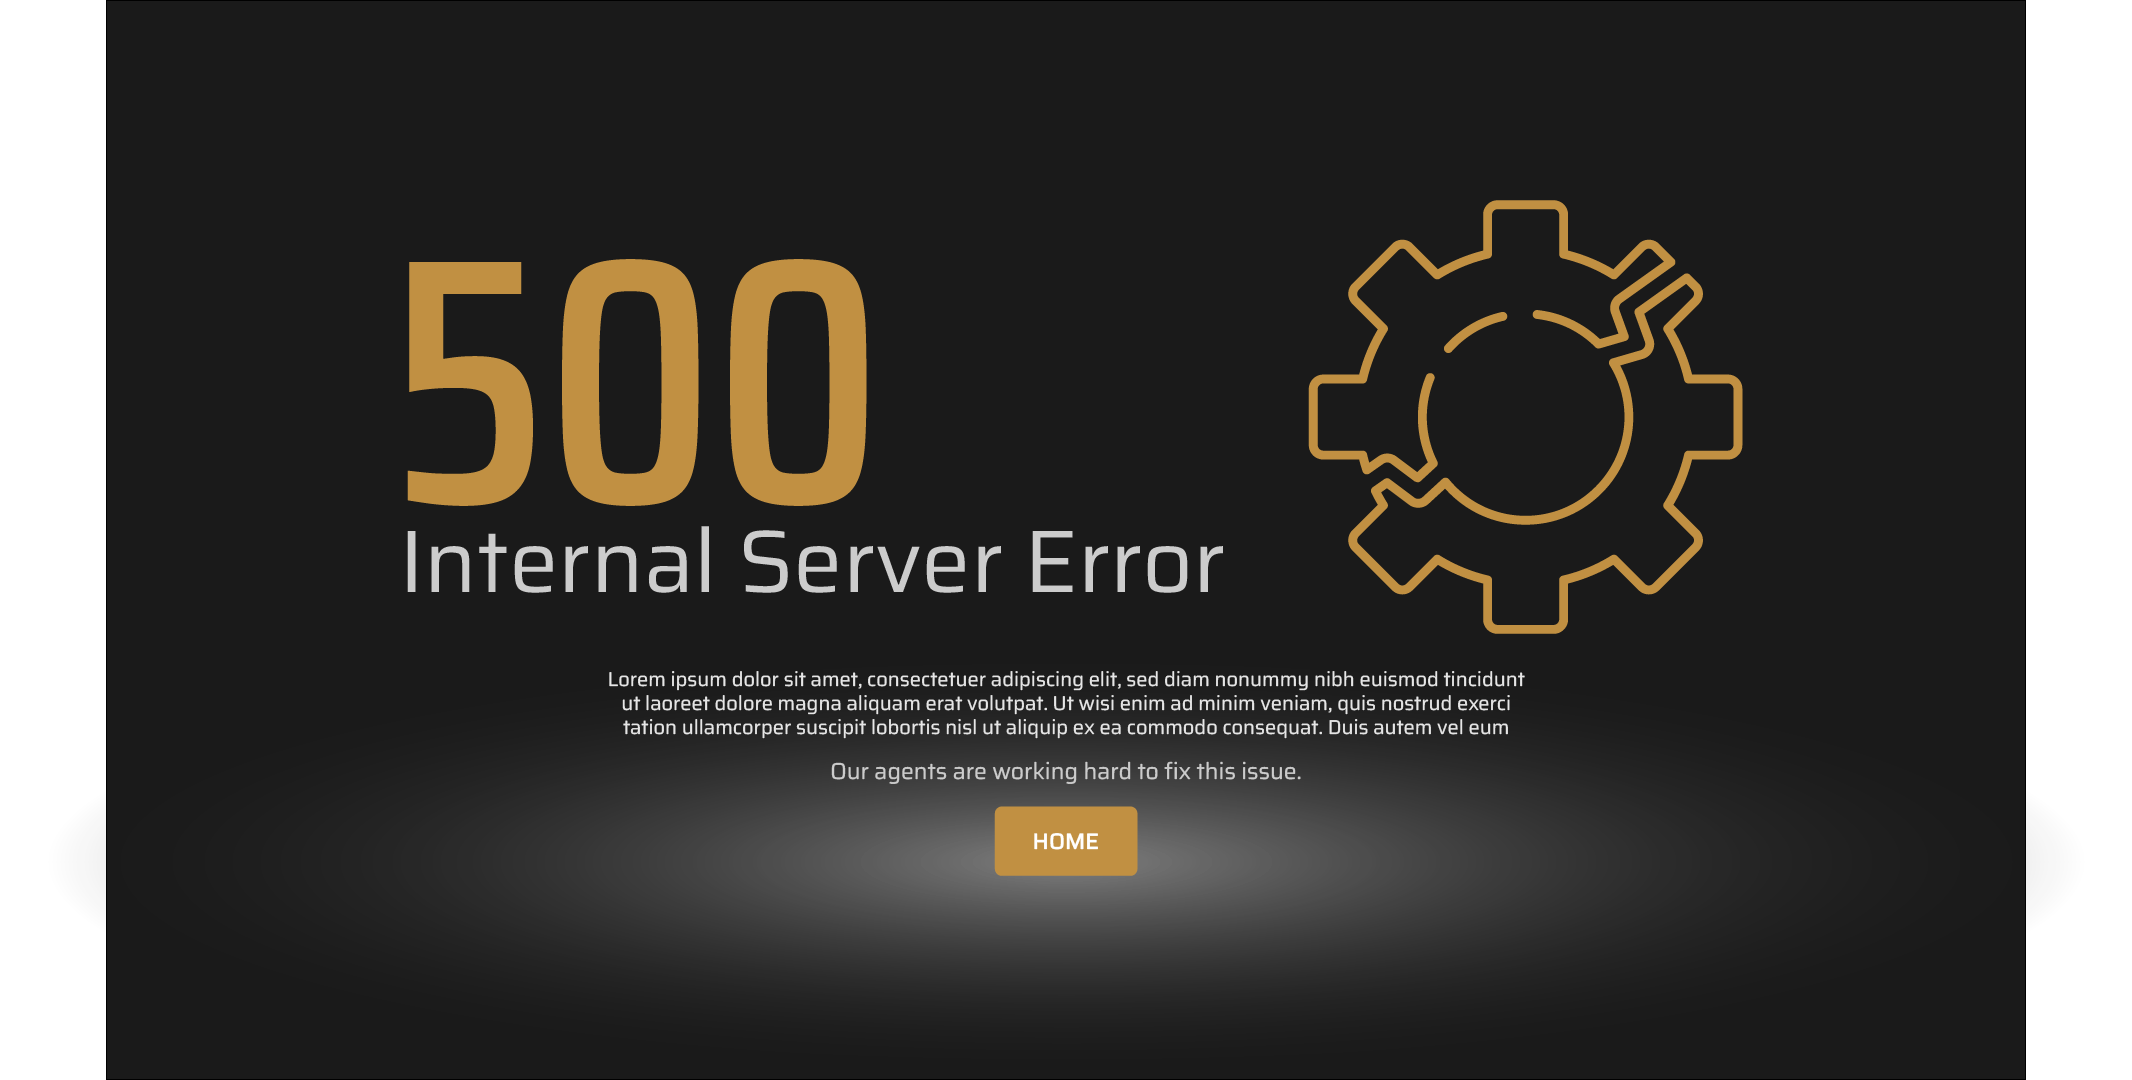 500
Internal Server Error
Lorem ipsum dolor sit amet, consectetuer adipiscing elit, sed diam nonummy nibh euismod tincidunt
ut laoreet dolore magna aliquam erat volutpat. Ut wisi enim ad minim veniam, quis nostrud exerci
tation ullamcorper suscipit lobortis nisl ut aliquip ex ea commodo consequat. Duis autem vel eum
Our agents are working hard to fix this issue.
HOME